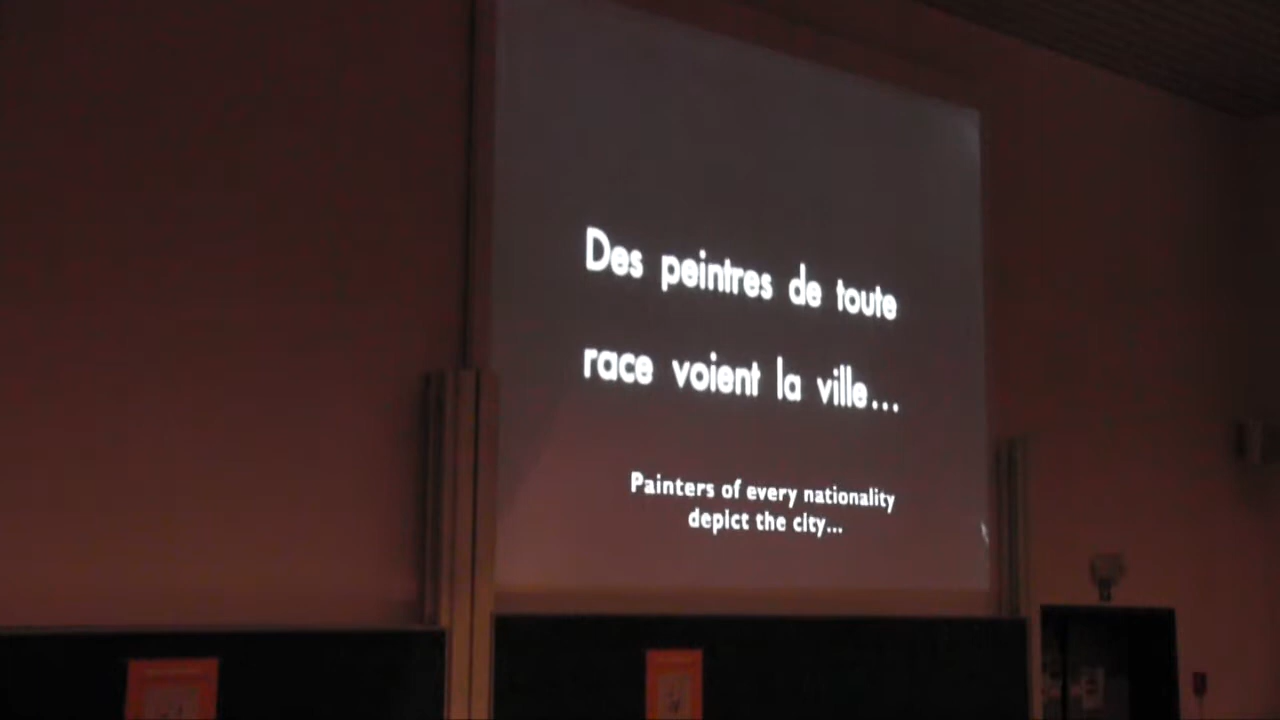 Des peintres de toute
race voient la ville...
Painters of every nationality
depict the city...